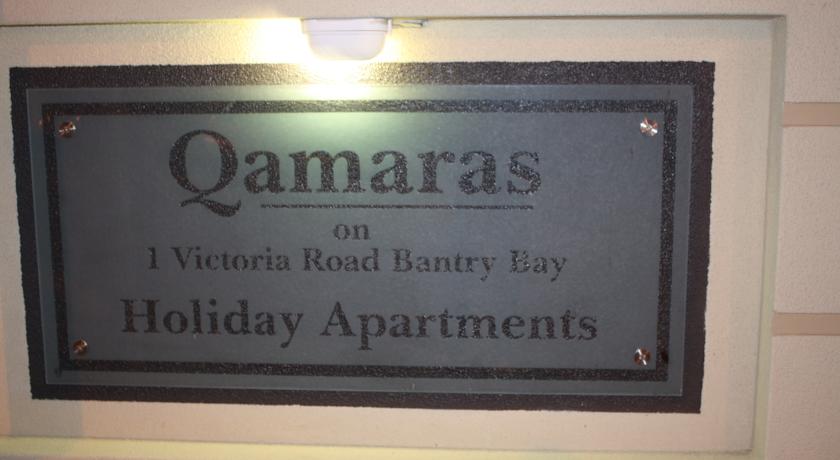 Qamaras
on
1 Victoria Road Bantry Bay
Holiday Apartments